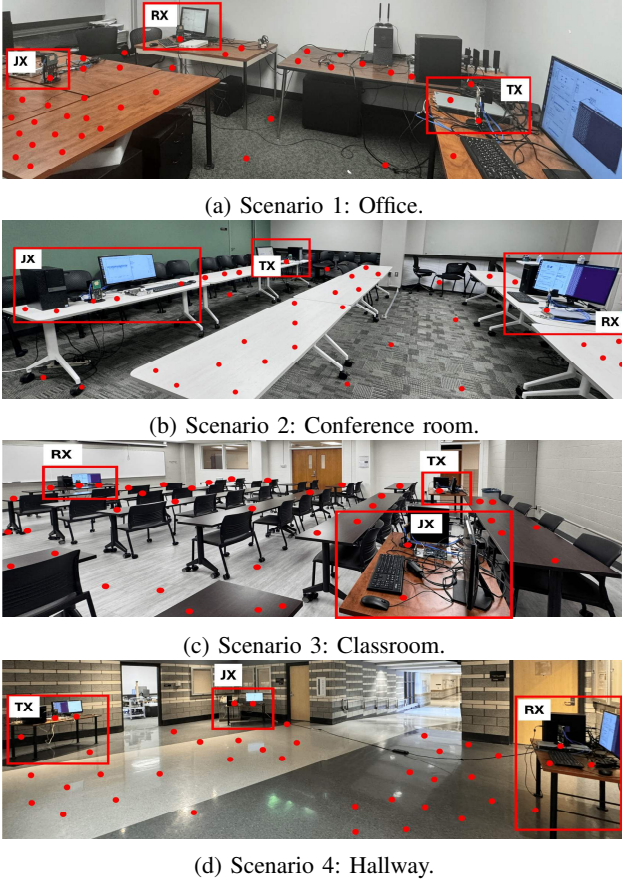 RX
JX
TX
(a) Scenario 1: Office.
JX
TX
RX
(b) Scenario 2: Conference room.
RX
TX
JX
(c) Scenario 3: Classroom.
JX
TX
RX
(d) Scenario 4: Hallway.